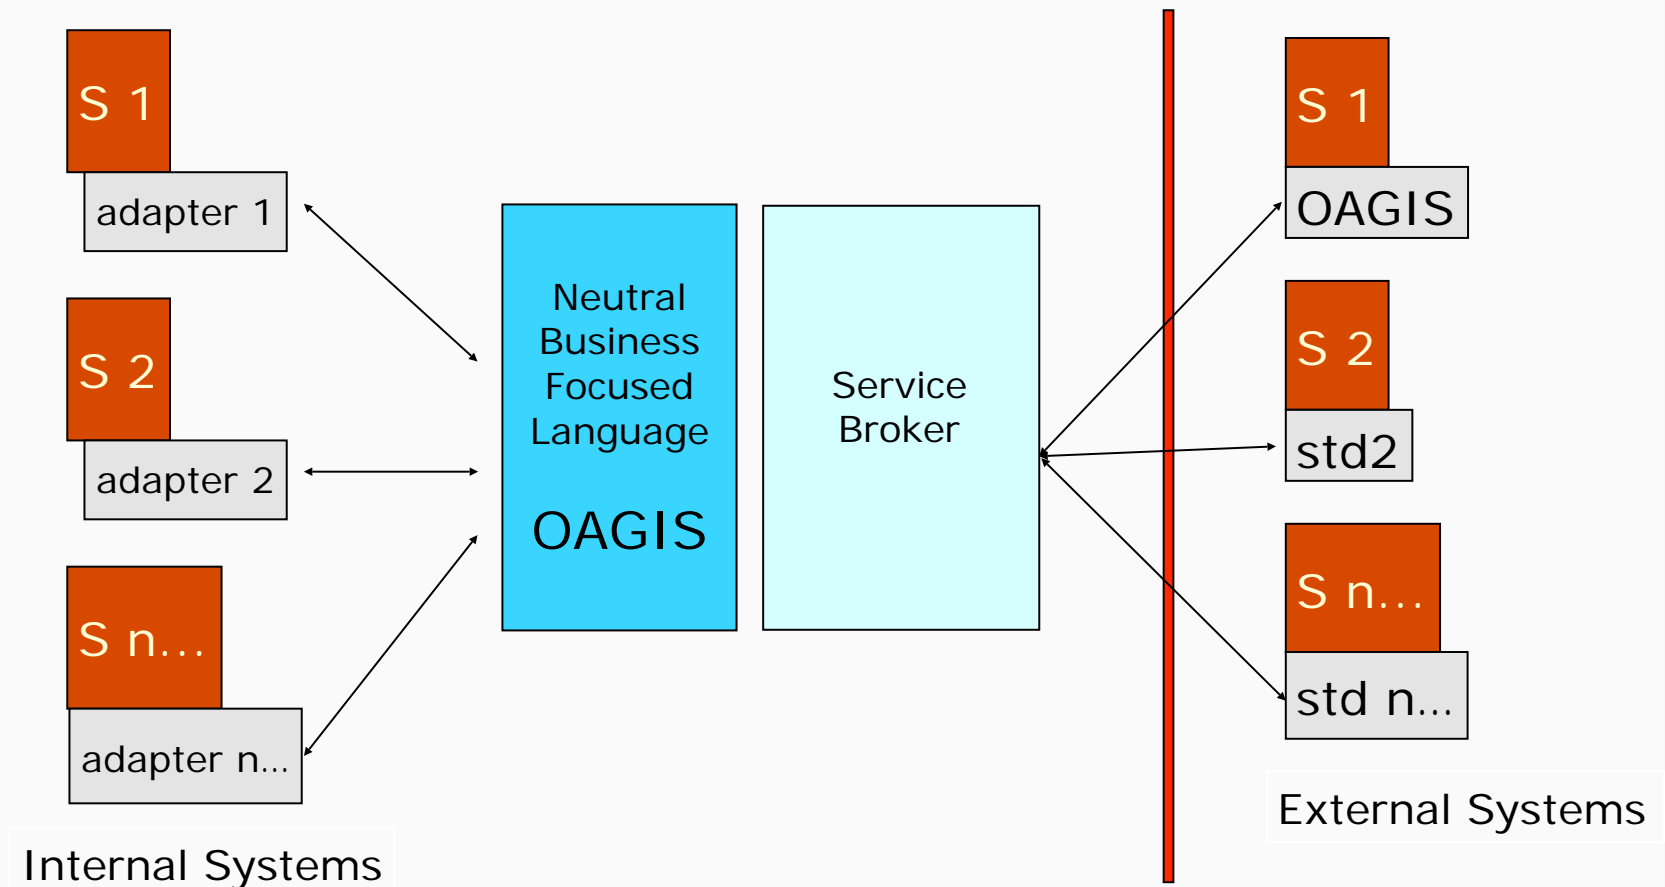 S 1
adapter 1
S 2
adapter 2
S n...
adapter n...
Internal Systems
Neutral
Business
Focused
Language
OAGIS
Service
Broker
S 1
OAGIS
S 2
std2
S n...
std n...
External Systems